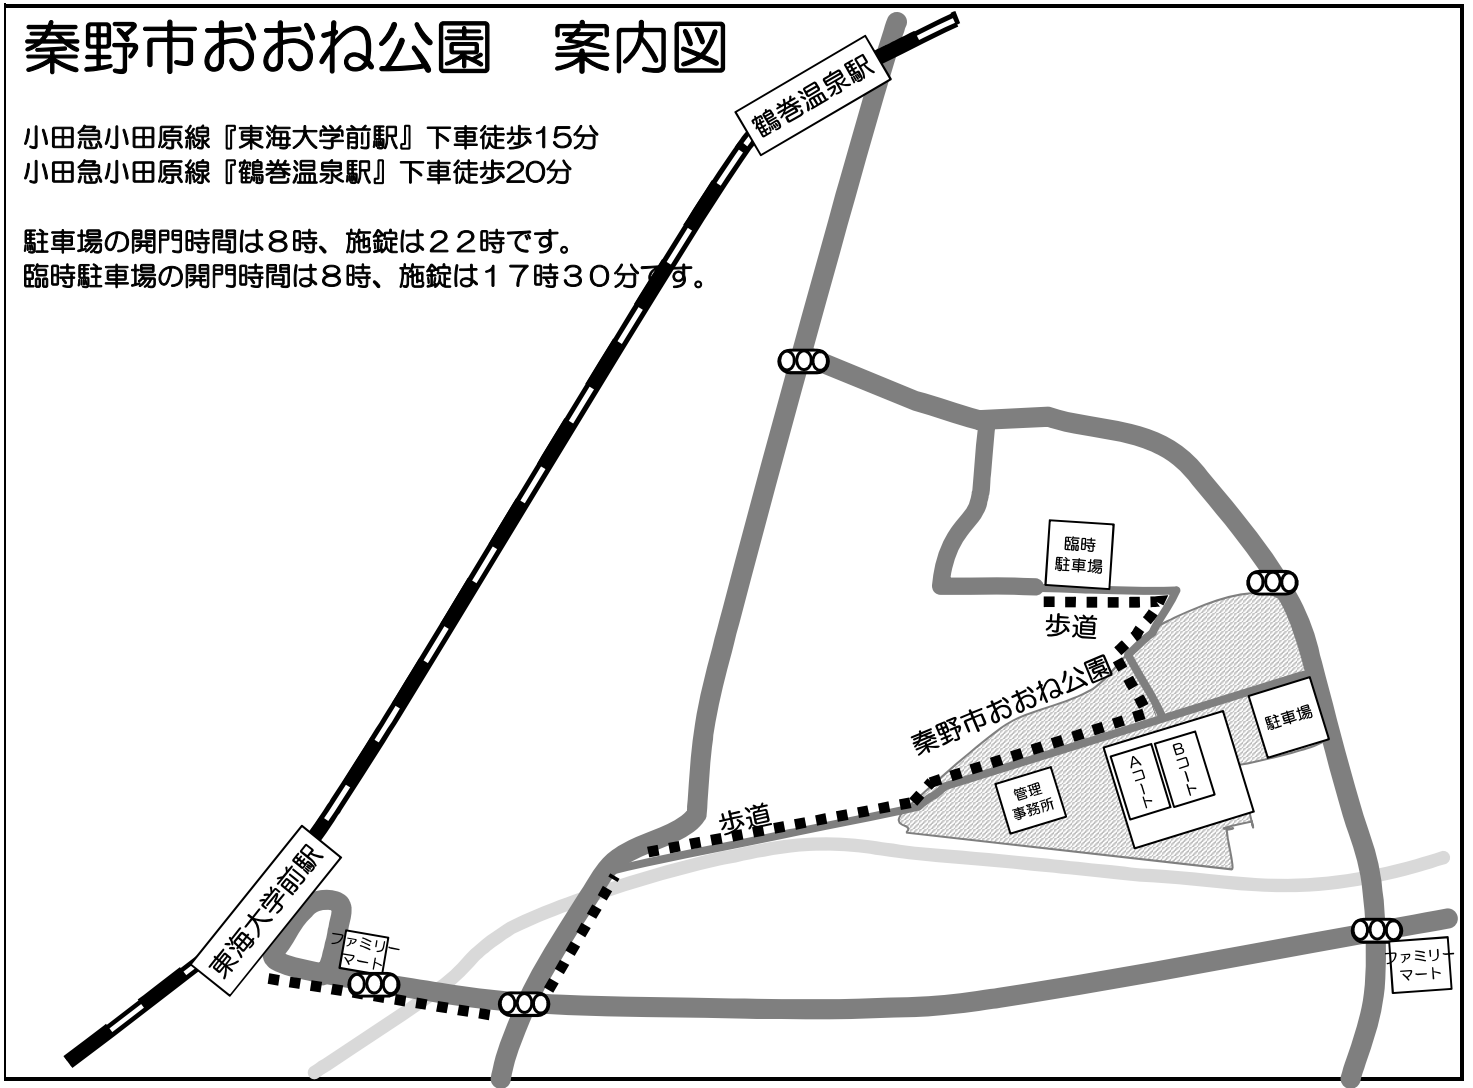 秦野市おおね公園　案内図
小田急小田原線『東海大学前駅』下車徒歩15分
小田急小田原線『鶴巻温泉駅』下車徒歩20分
駐車場の開門時間は８時、施錠は２２時です。
臨時駐車場の開門時間は８時、施錠は１７時３０分です。
鶴巻温泉駅
臨時
駐車場
歩道
秦野市おおね公園
駐車場
Aコート
Bコート
管理
事務所
歩道
東海大学前駅
ファミリー
マート
ファミリー
マート